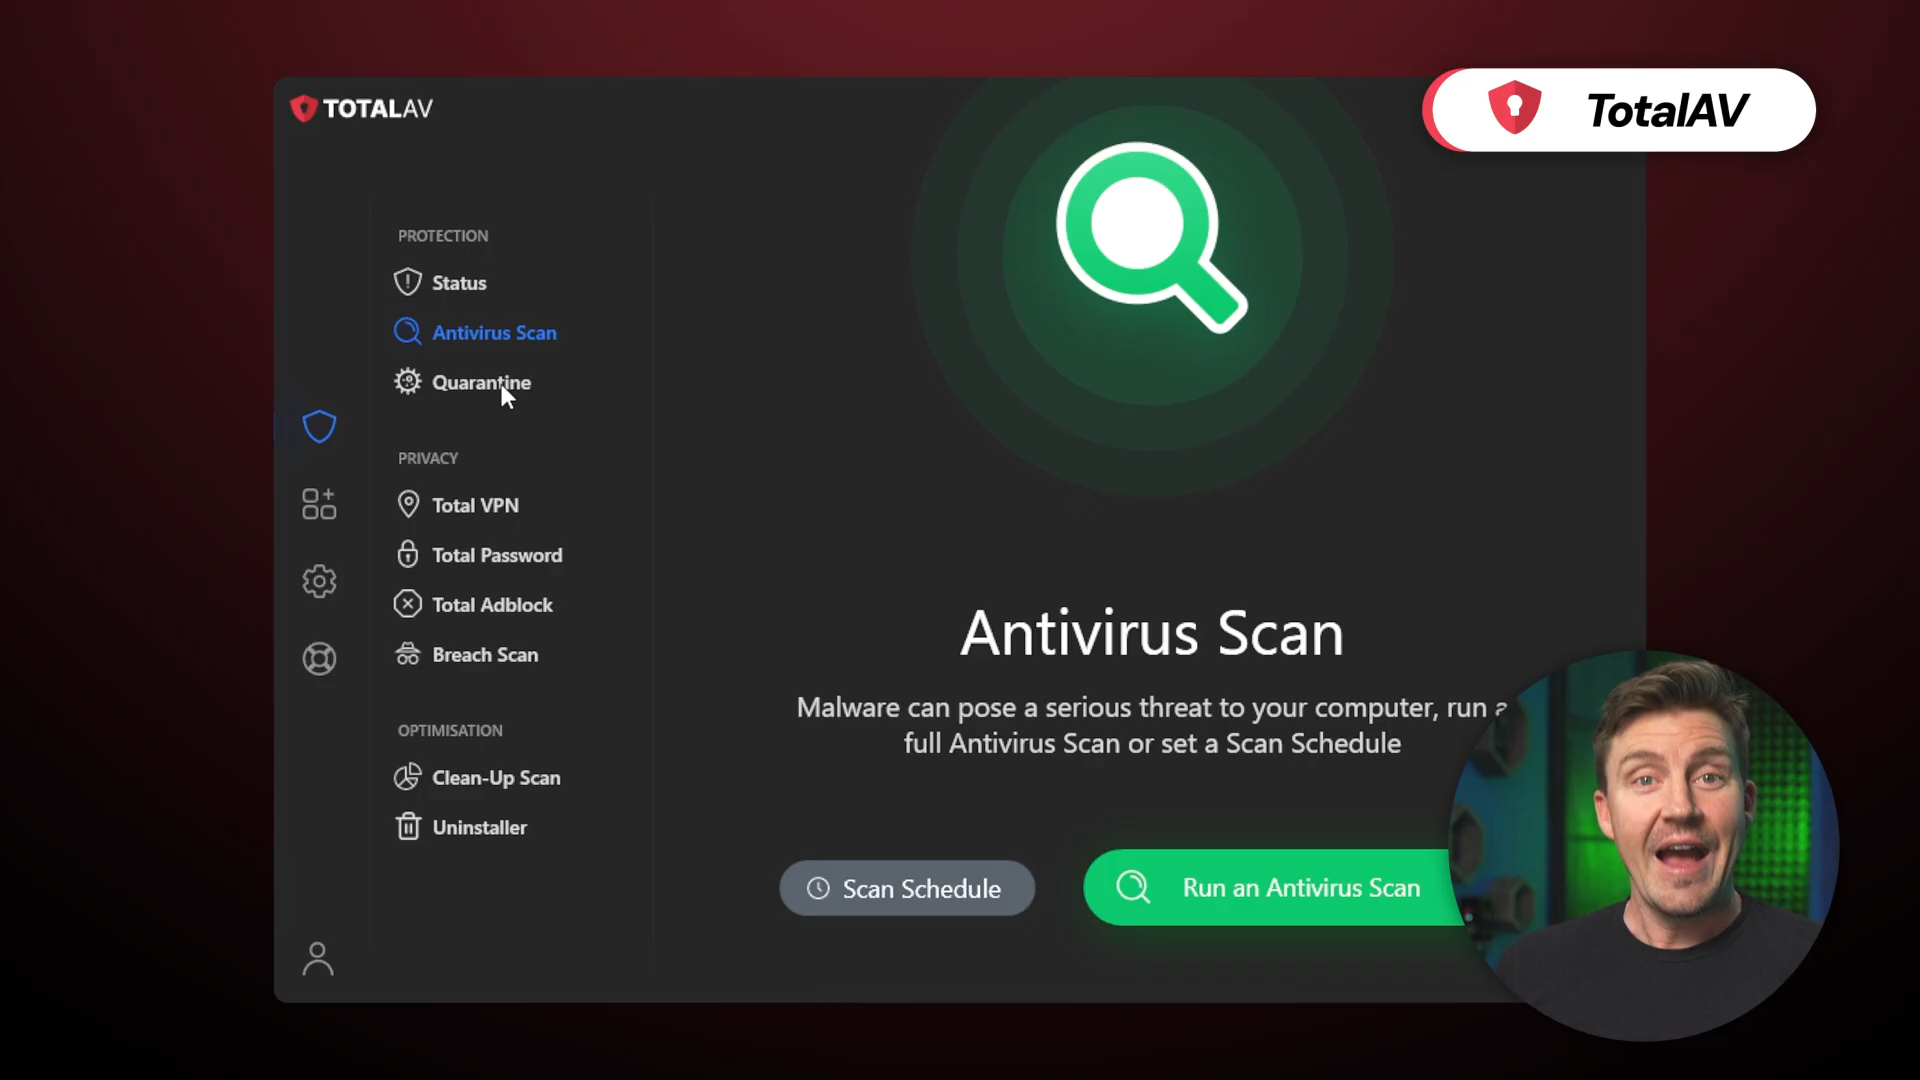 TOTALAV
TotalAV
PROTECTION
Status
Antivirus Scan
Quarantine
PRIVACY
Total VPN
Total Password
Total Adblock
Breach Scan
OPTIMISATION
Clean-Up Scan
Uninstaller
Antivirus Scan
Malware can pose a serious threat to your computer, run a
full Antivirus Scan or set a Scan Schedule
Scan Schedule
Run an Antivirus Scan